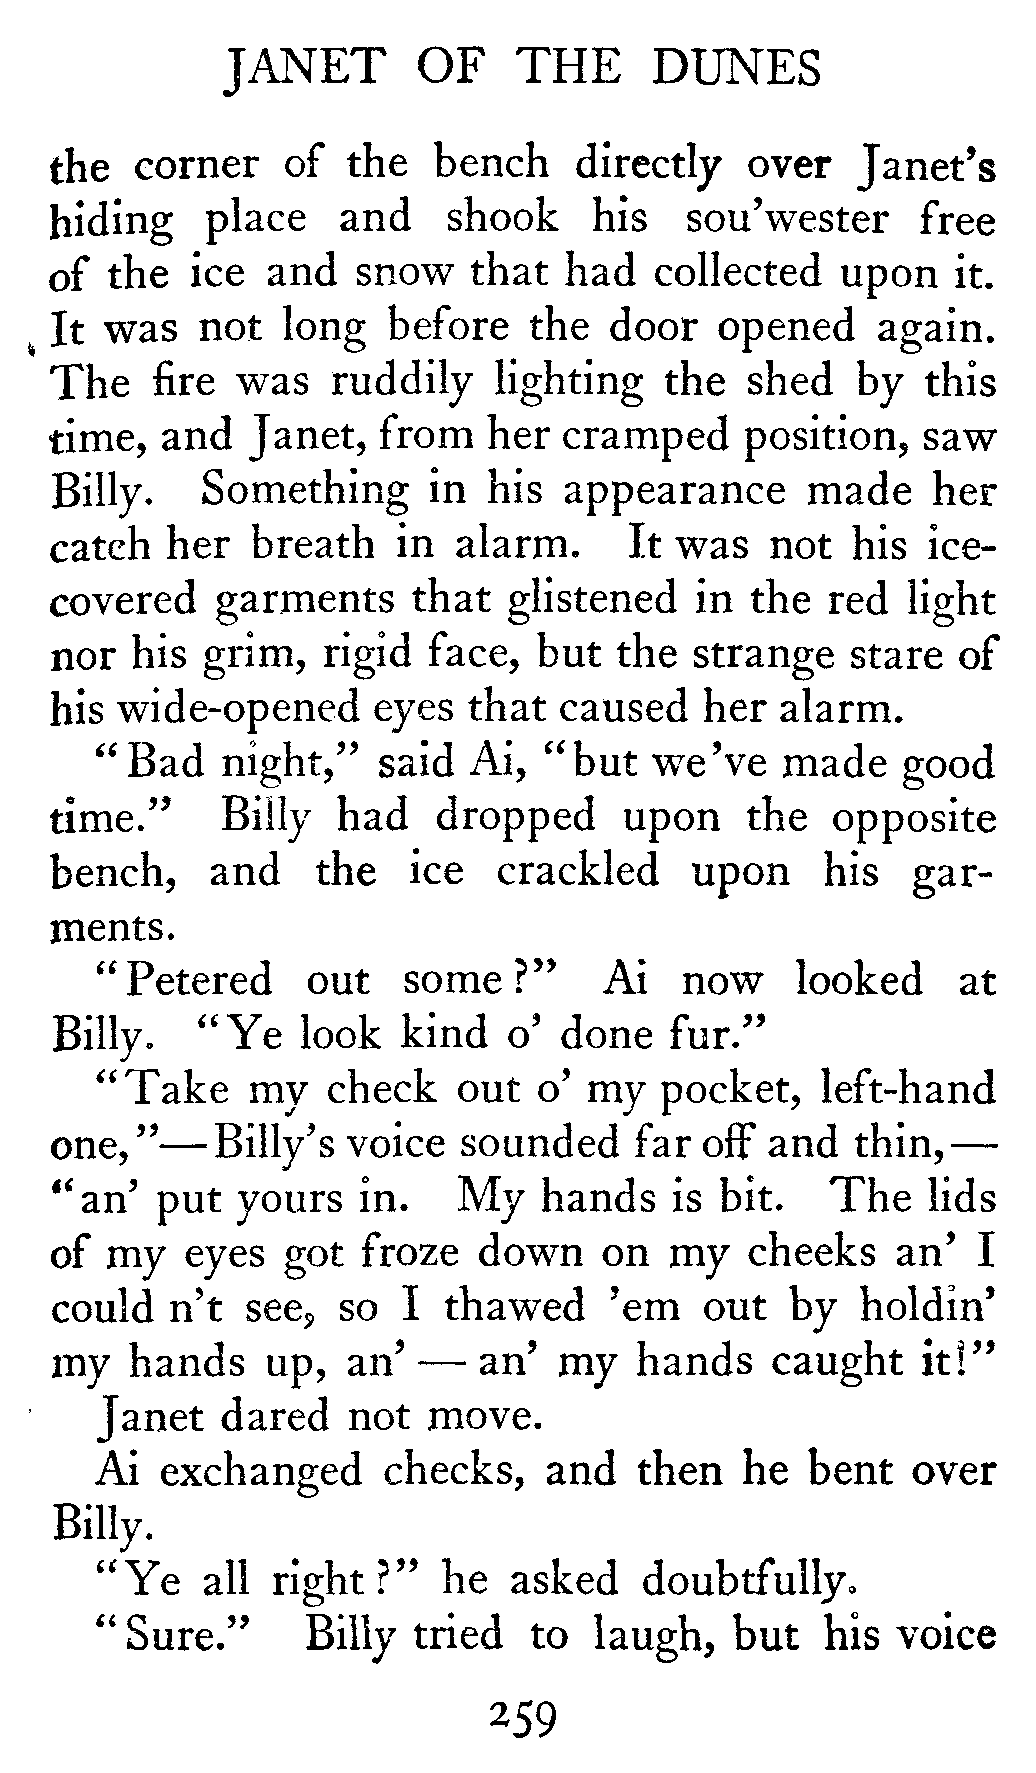 JANET OF THE DUNES
the corner of the bench directly over Janet's
hiding place and shook his sou'wester free
of the ice and snow that had collected upon it.
It was not long before the door opened again.
The fire was ruddily lighting the shed by this
time, and Janet, from her cramped position, saw
Billy. Something in his appearance made her
catch her breath in alarm. It was not his ice-
covered garments that glistened in the red light
nor his grim, rigid face, but the strange stare of
his wide-opened eyes that caused her alarm.
"Bad night," said Ai, "but we've made good
time." Billy had dropped upon the opposite
bench, and the ice crackled upon his gar-
ments.
"Petered out some?" Ai now looked at
Billy. "Ye look kind o' done fur."
"Take my check out o' my pocket, left-hand
one,"—Billy's voice sounded far off and thin,—
"an' put yours in. My hands is bit. The lids
of my eyes got froze down on my cheeks an' I
could n't see, so I thawed 'em out by holdin'
my hands up, an' — an' my hands caught it!"
Janet dared not move.
Ai exchanged checks, and then he bent over
Billy.
"Ye all right?" he asked doubtfully.
"Sure." Billy tried to laugh, but his voice
259